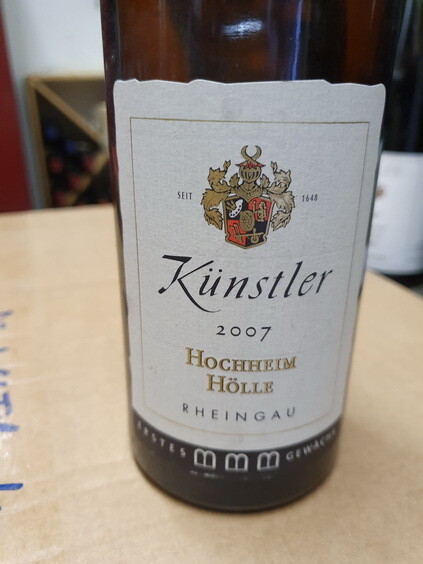 SEIT 1648
Künstler
2007
HOCHHEIM
HÖLLE
RHEINGAU
ERSTES GEWÄCHS